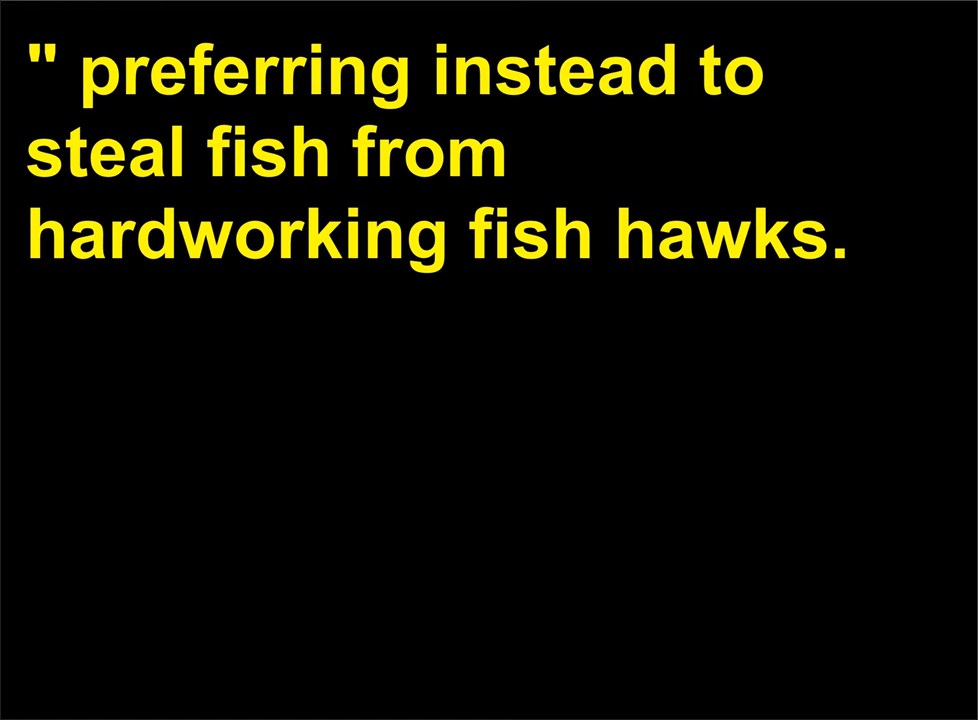 " preferring instead to
steal fish from
hardworking fish hawks.